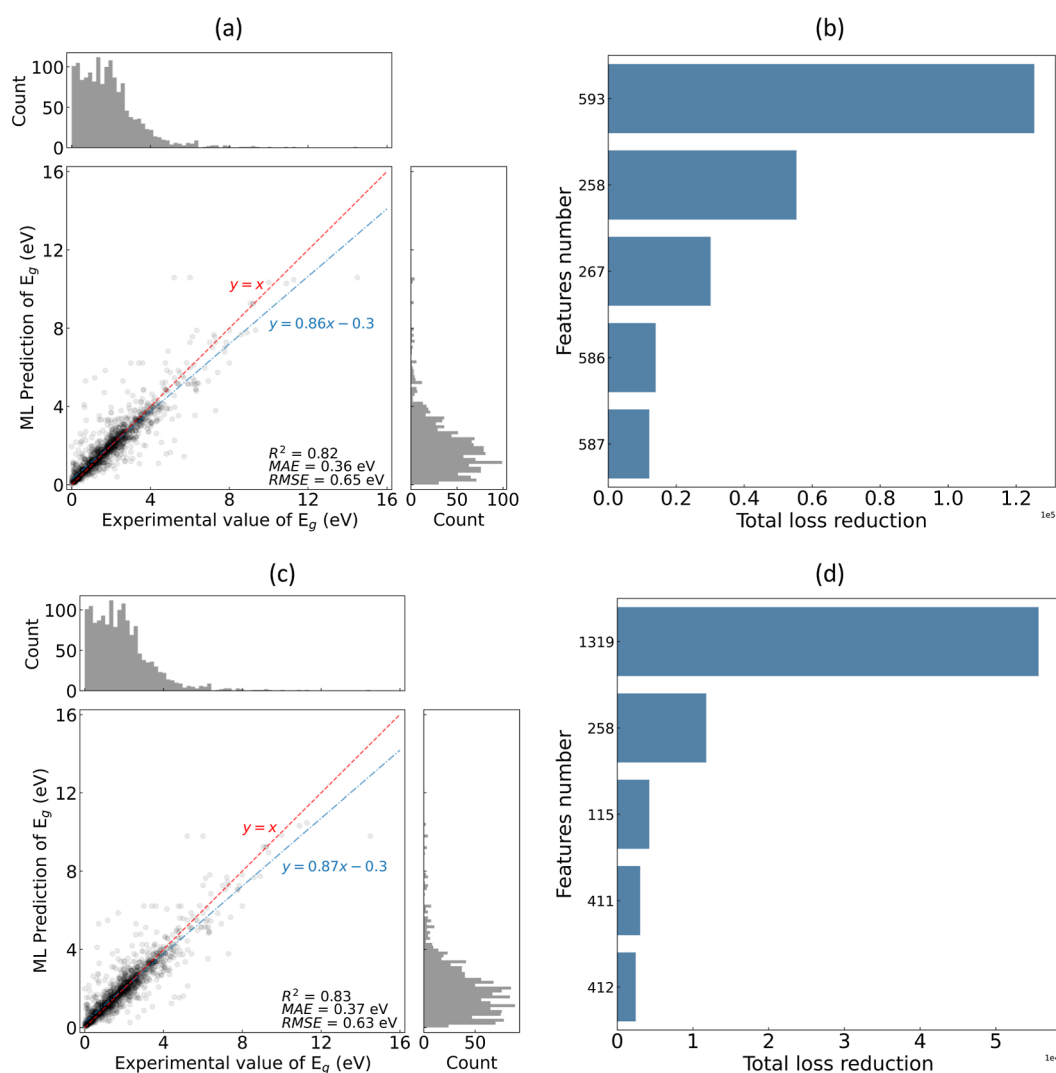 (a)
100
50
0
Count
16
12
8
4
0
ML Prediction of Eg (eV)
y = x
y = 0.86x − 0.3
R² = 0.82
MAE = 0.36 eV
RMSE = 0.65 eV
0 4 8 12 16
Experimental value of Eg (eV)
0 50 100
Count
(b)
Features number
593
258
267
586
587
0.0 0.2 0.4 0.6 0.8 1.0 1.2
1e5
Total loss reduction
(c)
100
50
0
Count
16
12
8
4
0
ML Prediction of Eg (eV)
y = x
y = 0.87x − 0.3
R² = 0.83
MAE = 0.37 eV
RMSE = 0.63 eV
0 4 8 12 16
Experimental value of Eg (eV)
0 50
Count
(d)
Features number
1319
258
115
411
412
0 1 2 3 4 5
Total loss reduction